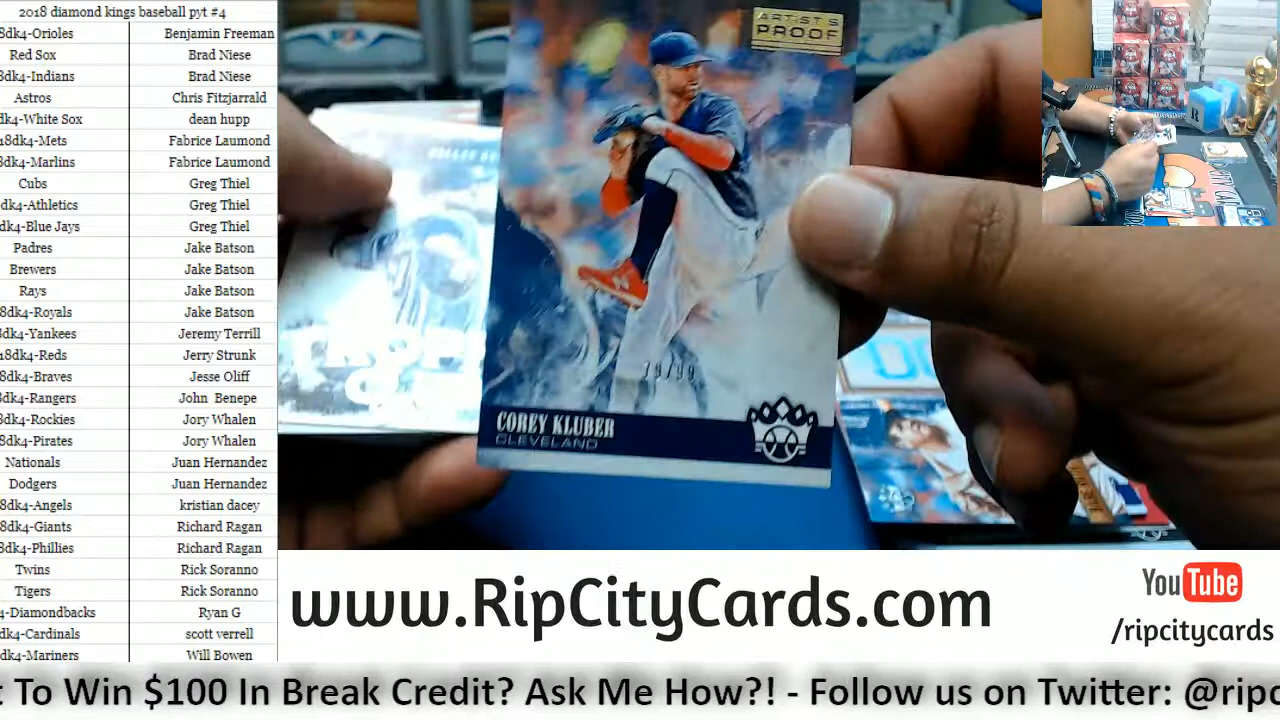 2018 diamond kings baseball pyt #4
8dk4-Orioles Benjamin Freeman
Red Sox Brad Niese
8dk4-Indians Brad Niese
Astros Chris Fitzjarrald
dk4-White Sox dean hupp
18dk4-Mets Fabrice Laumond
8dk4-Marlins Fabrice Laumond
Cubs Greg Thiel
dk4-Athletics Greg Thiel
dk4-Blue Jays Greg Thiel
Padres Jake Batson
Brewers Jake Batson
Rays Jake Batson
8dk4-Royals Jake Batson
8dk4-Yankees Jeremy Terrill
18dk4-Reds Jerry Strunk
8dk4-Braves Jesse Oliff
8dk4-Rangers John Benepe
dk4-Rockies Jory Whalen
8dk4-Pirates Jory Whalen
Nationals Juan Hernandez
Dodgers Juan Hernandez
8dk4-Angels kristian dacey
8dk4-Giants Richard Ragan
8dk4-Phillies Richard Ragan
Twins Rick Soranno
Tigers Rick Soranno
4-Diamondbacks Ryan G
dk4-Cardinals scott verrell
dk4-Mariners Will Bowen
ARTIST'S
PROOF
79/99
COREY KLUBER
CLEVELAND
www.RipCityCards.com
YouTube
/ripcitycards
t To Win $100 In Break Credit? Ask Me How?! - Follow us on Twitter: @ripc